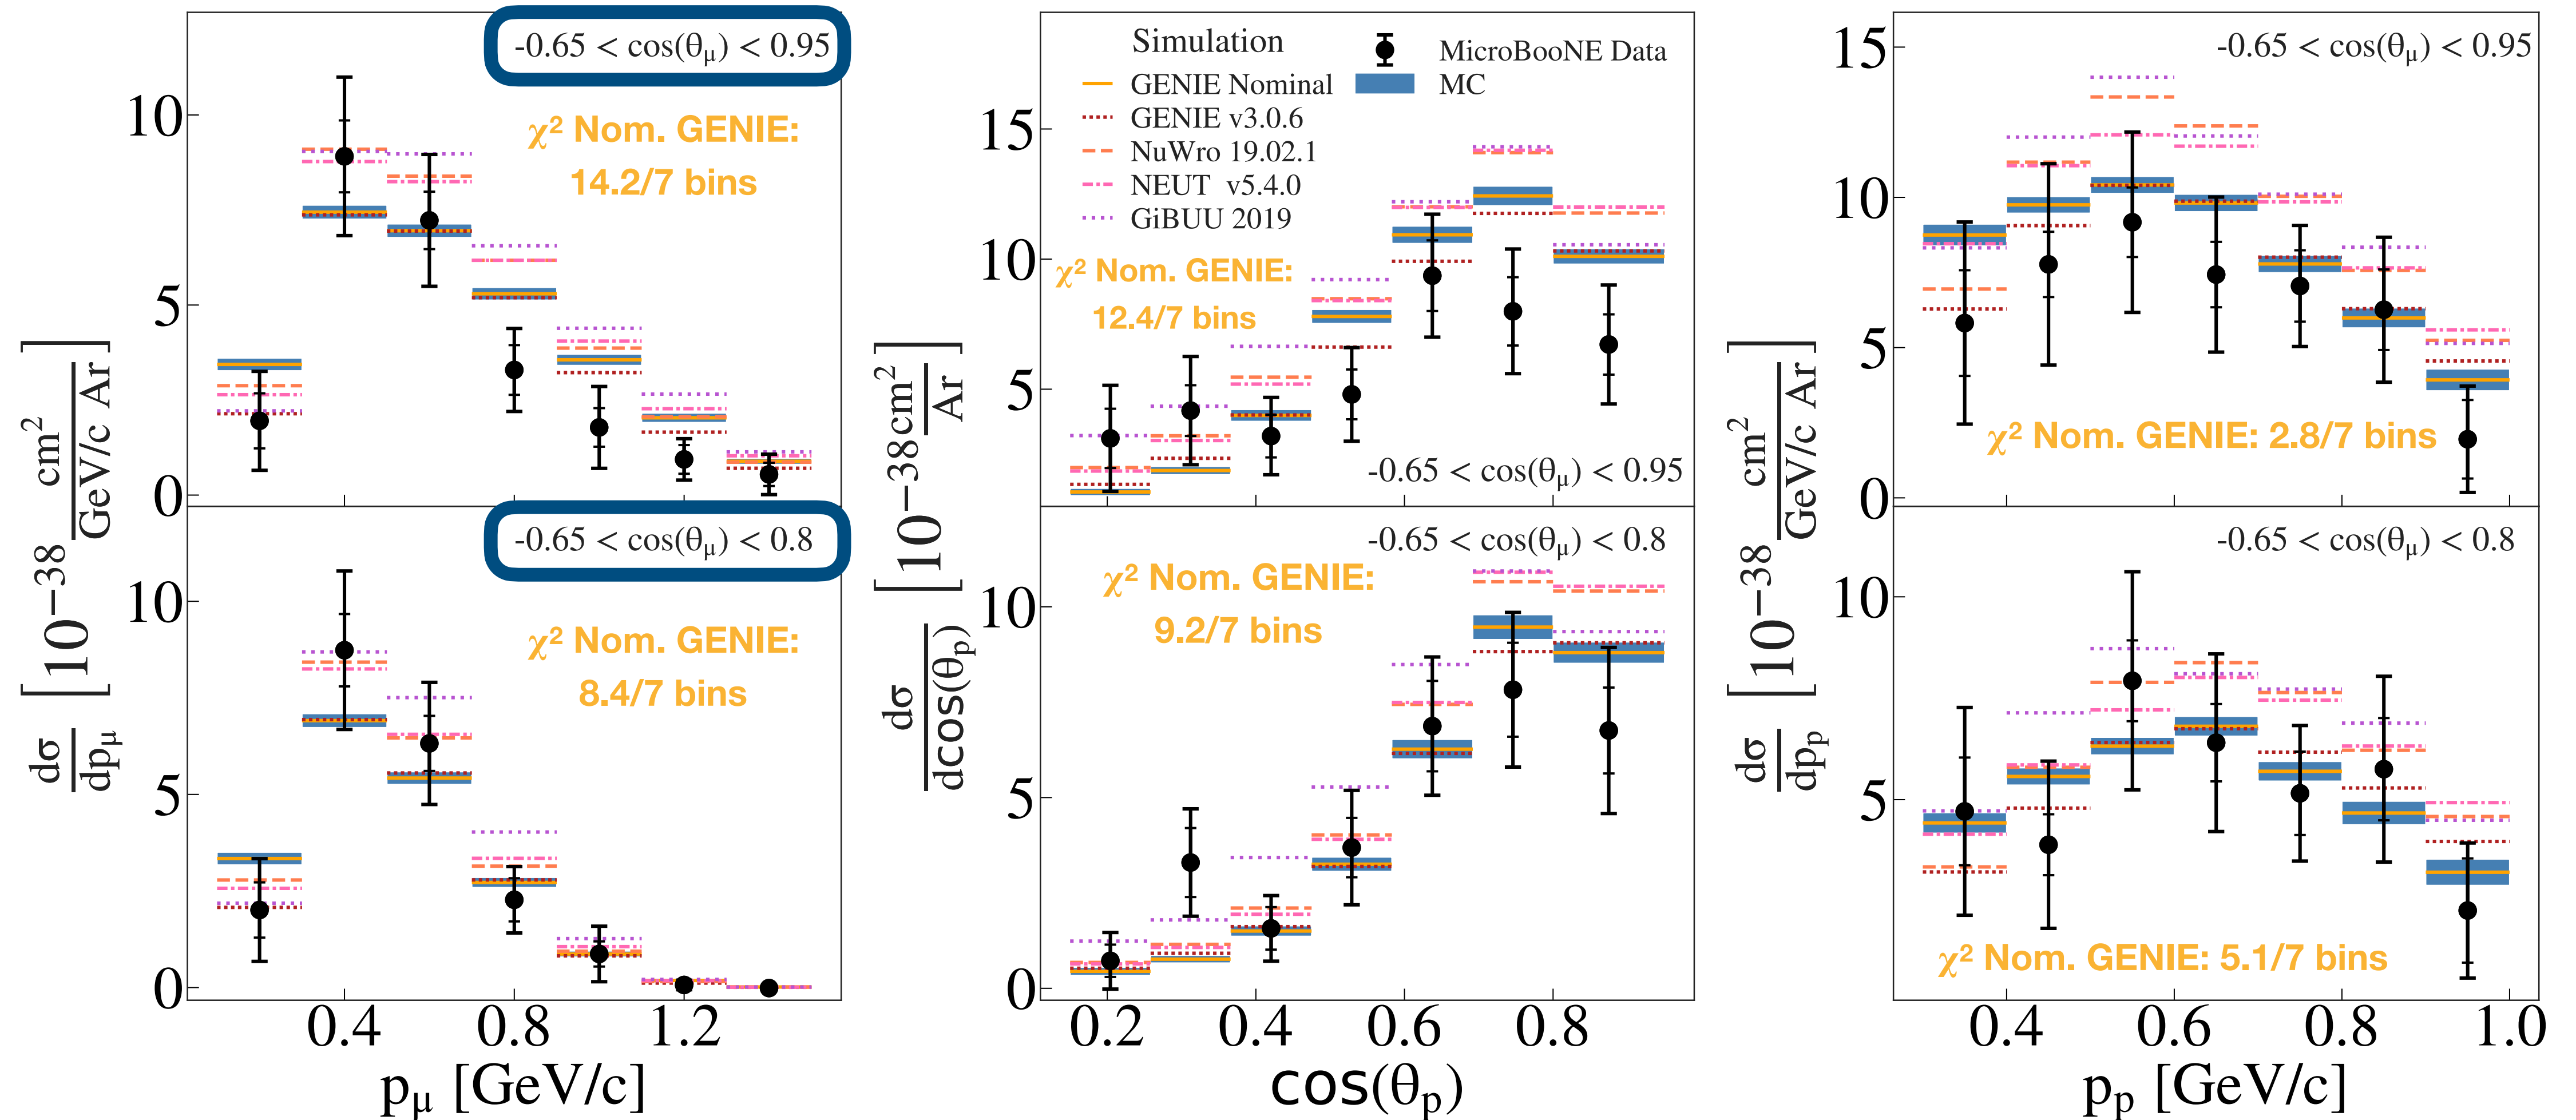 dσ/dpμ [10−38 cm2/GeV/c Ar]
-0.65 < cos(θμ) < 0.95
χ² Nom. GENIE:
14.2/7 bins
10
5
0
-0.65 < cos(θμ) < 0.8
χ² Nom. GENIE:
8.4/7 bins
10
5
0
0.4 0.8 1.2
pμ [GeV/c]
dσ/dcos(θp) [10−38cm2/Ar]
Simulation
GENIE Nominal
GENIE v3.0.6
NuWro 19.02.1
NEUT v5.4.0
GiBUU 2019
MicroBooNE Data
MC
15
10
5
χ² Nom. GENIE:
12.4/7 bins
-0.65 < cos(θμ) < 0.95
-0.65 < cos(θμ) < 0.8
χ² Nom. GENIE:
9.2/7 bins
10
5
0
0.2 0.4 0.6 0.8
cos(θp)
dσ/dpp [10−38 cm2/GeV/c Ar]
-0.65 < cos(θμ) < 0.95
15
10
5
0
χ² Nom. GENIE: 2.8/7 bins
-0.65 < cos(θμ) < 0.8
10
5
χ² Nom. GENIE: 5.1/7 bins
0.4 0.6 0.8 1.0
pp [GeV/c]